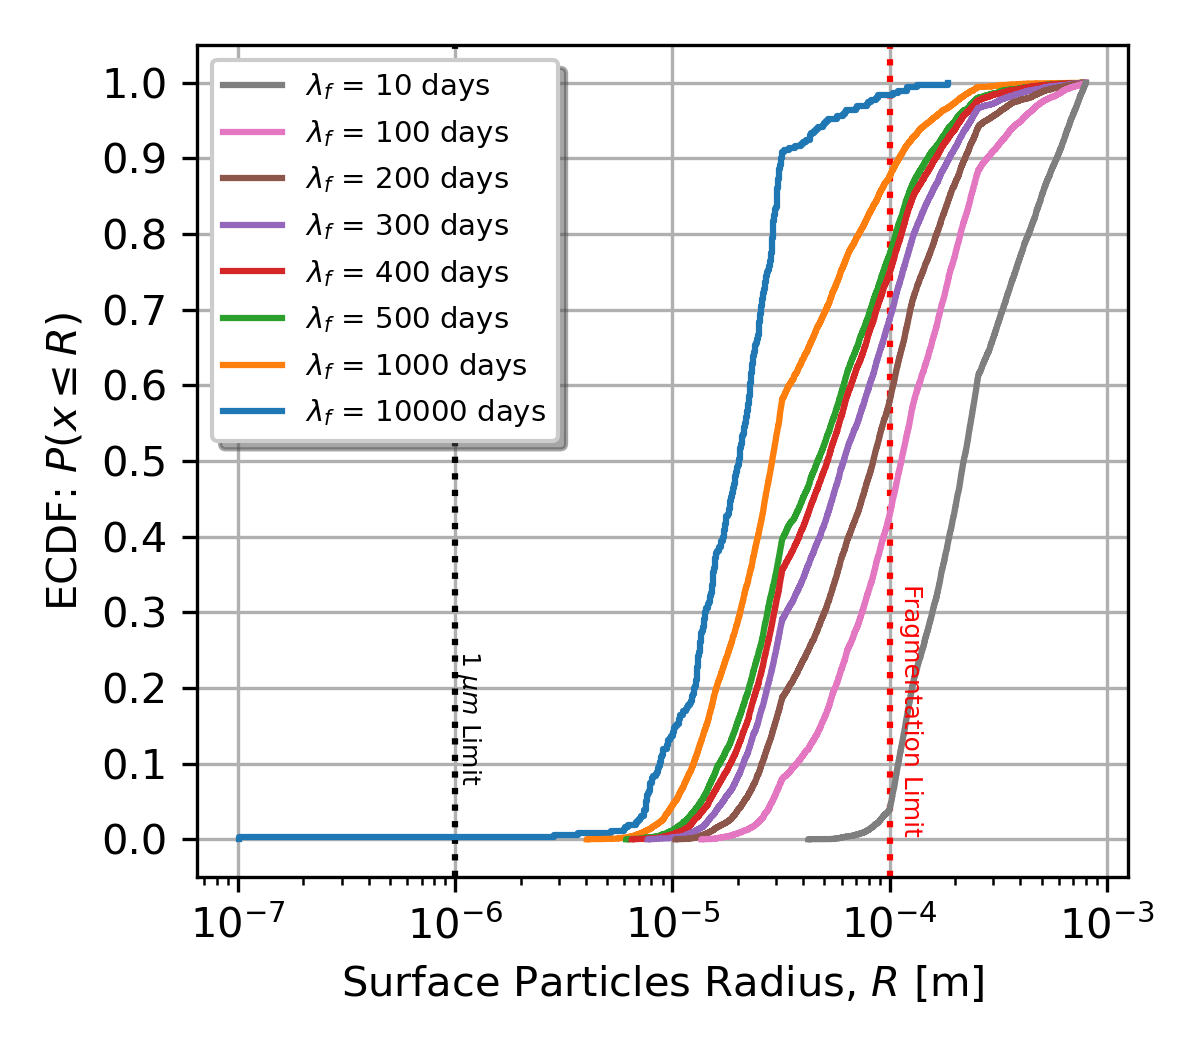 1.0
0.9
0.8
0.7
0.6
0.5
0.4
0.3
0.2
0.1
0.0
ECDF: P(x ≤ R)
λf = 10 days
λf = 100 days
λf = 200 days
λf = 300 days
λf = 400 days
λf = 500 days
λf = 1000 days
λf = 10000 days
1 μm Limit
Fragmentation Limit
10⁻⁷ 10⁻⁶ 10⁻⁵ 10⁻⁴ 10⁻³
Surface Particles Radius, R [m]